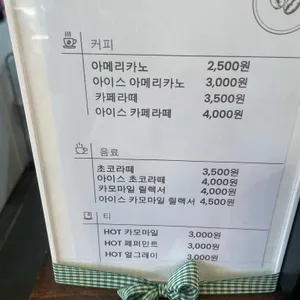 커피
아메리카노 2,500원
아이스 아메리카노 3,000원
카페라떼 3,500원
아이스 카페라떼 4,000원
음료
초코라떼 3,500원
아이스 초코라떼 4,000원
카모마일 릴렉서 4,000원
아이스 카모마일 릴렉서 4,500원
티
HOT 카모마일 3,000원
HOT 페퍼민트 3,000원
HOT 얼그레이 3,000원